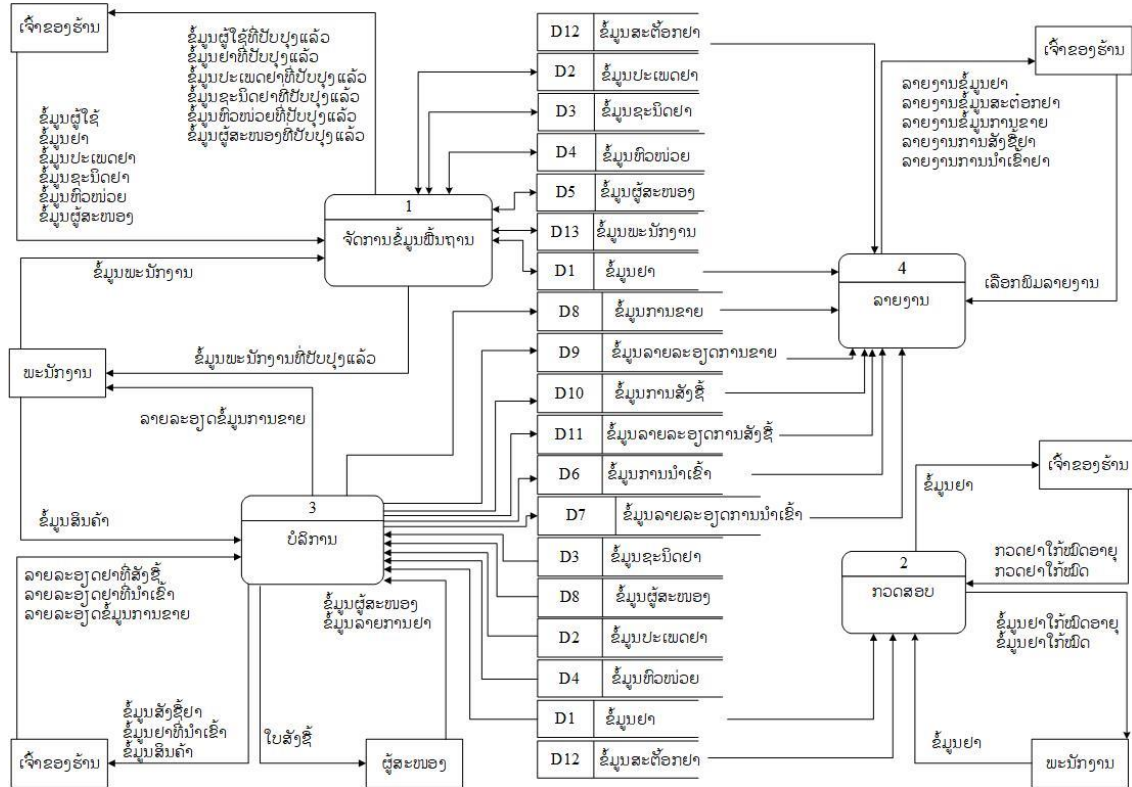 ເຈົ້າຂອງຮ້ານ
ຂໍ້ມູນຜູ້ໃຊ້ທີ່ປັບປຸງແລ້ວ
ຂໍ້ມູນຢາທີ່ປັບປຸງແລ້ວ
ຂໍ້ມູນປະເພດຢາທີ່ປັບປຸງແລ້ວ
ຂໍ້ມູນຊະນິດຢາທີ່ປັບປຸງແລ້ວ
ຂໍ້ມູນຫົວໜ່ວຍທີ່ປັບປຸງແລ້ວ
ຂໍ້ມູນຜູ້ສະໜອງທີ່ປັບປຸງແລ້ວ
ຂໍ້ມູນຜູ້ໃຊ້
ຂໍ້ມູນຢາ
ຂໍ້ມູນປະເພດຢາ
ຂໍ້ມູນຊະນິດຢາ
ຂໍ້ມູນຫົວໜ່ວຍ
ຂໍ້ມູນຜູ້ສະໜອງ
1
ຈັດການຂໍ້ມູນພື້ນຖານ
ຂໍ້ມູນພະນັກງານ
ຂໍ້ມູນພະນັກງານທີ່ປັບປຸງແລ້ວ
ພະນັກງານ
ລາຍລະອຽດຂໍ້ມູນການຂາຍ
ຂໍ້ມູນສິນຄ້າ
3
ບໍລິການ
ລາຍລະອຽດຢາທີ່ສັ່ງຊື້
ລາຍລະອຽດຢາທີ່ນຳເຂົ້າ
ລາຍລະອຽດຂໍ້ມູນການຂາຍ
ຂໍ້ມູນຜູ້ສະໜອງ
ຂໍ້ມູນລາຍການຢາ
ຂໍ້ມູນສັ່ງຊື້ຢາ
ຂໍ້ມູນຢາທີ່ນຳເຂົ້າ
ຂໍ້ມູນສິນຄ້າ
ໃບສັ່ງຊື້
ເຈົ້າຂອງຮ້ານ
ຜູ້ສະໜອງ
D12 ຂໍ້ມູນສະຕັອກຢາ
D2 ຂໍ້ມູນປະເພດຢາ
D3 ຂໍ້ມູນຊະນິດຢາ
D4 ຂໍ້ມູນຫົວໜ່ວຍ
D5 ຂໍ້ມູນຜູ້ສະໜອງ
D13 ຂໍ້ມູນພະນັກງານ
D1 ຂໍ້ມູນຢາ
D8 ຂໍ້ມູນການຂາຍ
D9 ຂໍ້ມູນລາຍລະອຽດການຂາຍ
D10 ຂໍ້ມູນການສັ່ງຊື້
D11 ຂໍ້ມູນລາຍລະອຽດການສັ່ງຊື້
D6 ຂໍ້ມູນການນຳເຂົ້າ
D7 ຂໍ້ມູນລາຍລະອຽດການນຳເຂົ້າ
D3 ຂໍ້ມູນຊະນິດຢາ
D8 ຂໍ້ມູນຜູ້ສະໜອງ
D2 ຂໍ້ມູນປະເພດຢາ
D4 ຂໍ້ມູນຫົວໜ່ວຍ
D1 ຂໍ້ມູນຢາ
D12 ຂໍ້ມູນສະຕັອກຢາ
ເຈົ້າຂອງຮ້ານ
ລາຍງານຂໍ້ມູນຢາ
ລາຍງານຂໍ້ມູນສະຕ໋ອກຢາ
ລາຍງານຂໍ້ມູນການຂາຍ
ລາຍງານການສັ່ງຊື້ຢາ
ລາຍງານການນຳເຂົ້າຢາ
4
ລາຍງານ
ເລືອກພິມລາຍງານ
ເຈົ້າຂອງຮ້ານ
ຂໍ້ມູນຢາ
ກວດຢາໃກ້ໝົດອາຍຸ
ກວດຢາໃກ້ໝົດ
2
ກວດສອບ
ຂໍ້ມູນຢາໃກ້ໝົດອາຍຸ
ຂໍ້ມູນຢາໃກ້ໝົດ
ຂໍ້ມູນຢາ
ພະນັກງານ